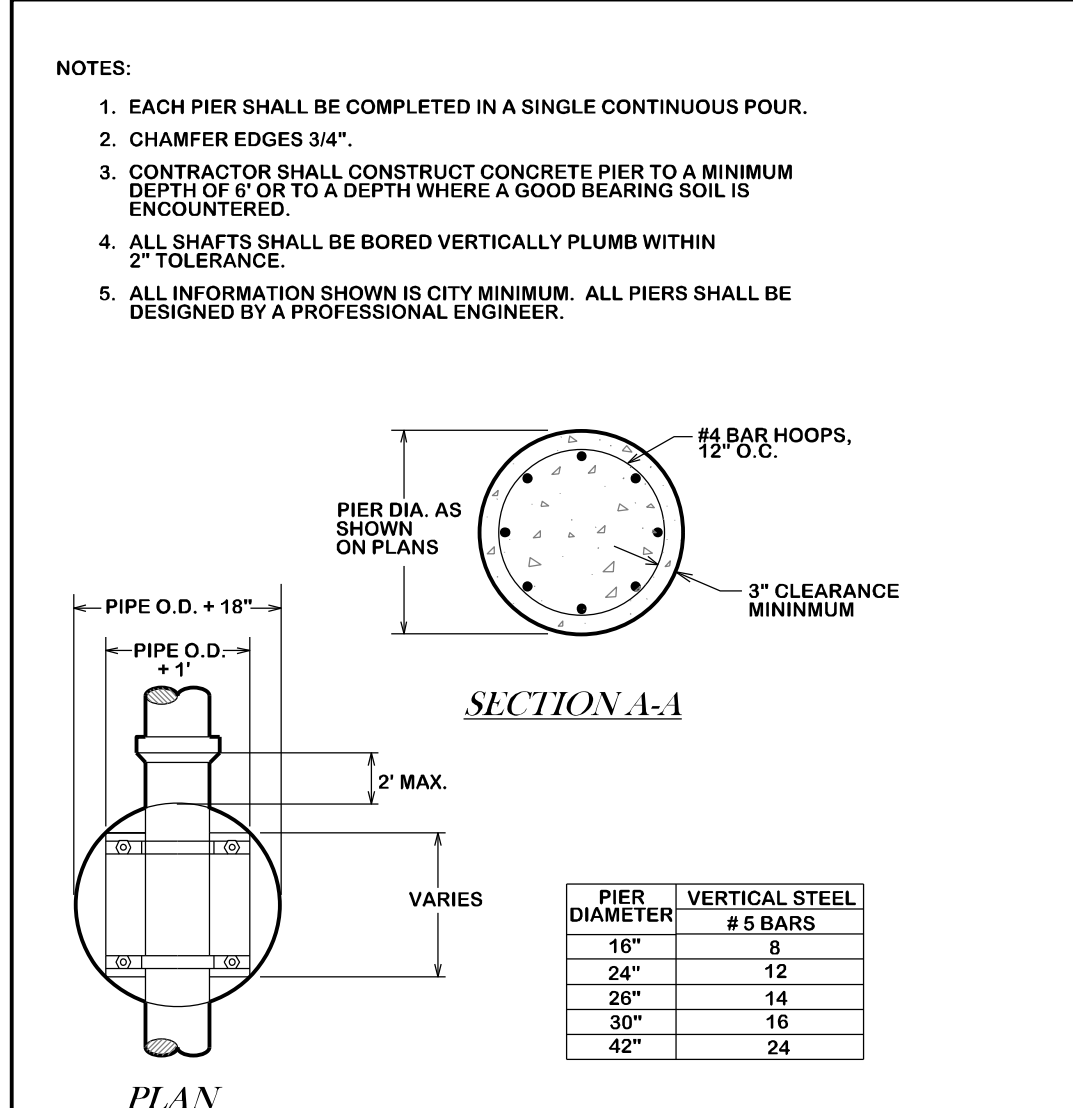 NOTES:
1. EACH PIER SHALL BE COMPLETED IN A SINGLE CONTINUOUS POUR.
2. CHAMFER EDGES 3/4".
3. CONTRACTOR SHALL CONSTRUCT CONCRETE PIER TO A MINIMUM
DEPTH OF 6' OR TO A DEPTH WHERE A GOOD BEARING SOIL IS
ENCOUNTERED.
4. ALL SHAFTS SHALL BE BORED VERTICALLY PLUMB WITHIN
2" TOLERANCE.
5. ALL INFORMATION SHOWN IS CITY MINIMUM. ALL PIERS SHALL BE
DESIGNED BY A PROFESSIONAL ENGINEER.
#4 BAR HOOPS,
12" O.C.
PIER DIA. AS
SHOWN
ON PLANS
3" CLEARANCE
MININMUM
SECTION A-A
PIPE O.D. + 18"
PIPE O.D.
+ 1'
2' MAX.
VARIES
PLAN
PIER
DIAMETER
VERTICAL STEEL
# 5 BARS
16" 8
24" 12
26" 14
30" 16
42" 24